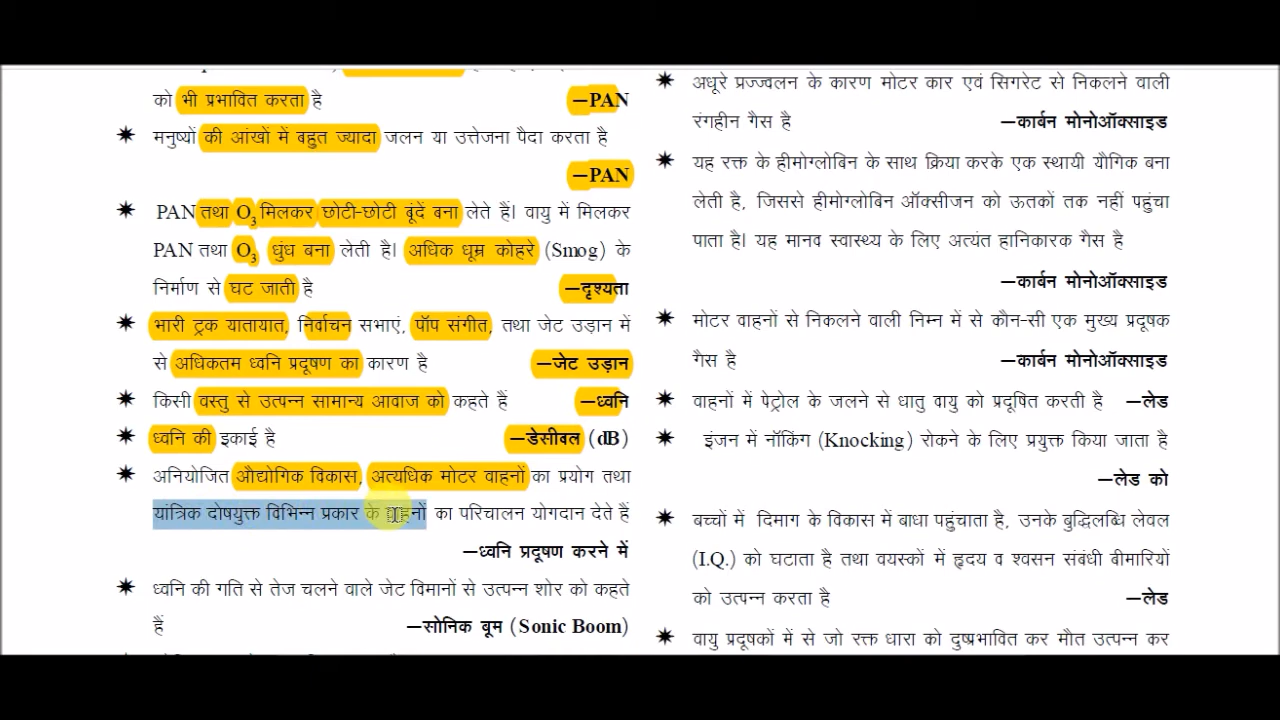 को भी प्रभावित करता है —PAN
✷ मनुष्यों की आंखों में बहुत ज्यादा जलन या उत्तेजना पैदा करता है
—PAN
✷ PAN तथा O₃ मिलकर छोटी-छोटी बूंदें बना लेते हैं। वायु में मिलकर
PAN तथा O₃ धुंध बना लेती है। अधिक धूम्र कोहरे (Smog) के
निर्माण से घट जाती है —दृश्यता
✷ भारी ट्रक यातायात, निर्वाचन सभाएं, पॉप संगीत, तथा जेट उड़ान में
से अधिकतम ध्वनि प्रदूषण का कारण है —जेट उड़ान
✷ किसी वस्तु से उत्पन्न सामान्य आवाज को कहते हैं —ध्वनि
✷ ध्वनि की इकाई है —डेसीबल (dB)
✷ अनियोजित औद्योगिक विकास, अत्यधिक मोटर वाहनों का प्रयोग तथा
यांत्रिक दोषयुक्त विभिन्न प्रकार के वाहनों का परिचालन योगदान देते हैं
—ध्वनि प्रदूषण करने में
✷ ध्वनि की गति से तेज चलने वाले जेट विमानों से उत्पन्न शोर को कहते
हैं —सोनिक बूम (Sonic Boom)
✷ अधूरे प्रज्ज्वलन के कारण मोटर कार एवं सिगरेट से निकलने वाली
रंगहीन गैस है —कार्बन मोनोऑक्साइड
✷ यह रक्त के हीमोग्लोबिन के साथ क्रिया करके एक स्थायी यौगिक बना
लेती है, जिससे हीमोग्लोबिन ऑक्सीजन को ऊतकों तक नहीं पहुंचा
पाता है। यह मानव स्वास्थ्य के लिए अत्यंत हानिकारक गैस है
—कार्बन मोनोऑक्साइड
✷ मोटर वाहनों से निकलने वाली निम्न में से कौन-सी एक मुख्य प्रदूषक
गैस है —कार्बन मोनोऑक्साइड
✷ वाहनों में पेट्रोल के जलने से धातु वायु को प्रदूषित करती है —लेड
✷ इंजन में नॉकिंग (Knocking) रोकने के लिए प्रयुक्त किया जाता है
—लेड को
✷ बच्चों में दिमाग के विकास में बाधा पहुंचाता है, उनके बुद्धिलब्धि लेवल
(I.Q.) को घटाता है तथा वयस्कों में हृदय व श्वसन संबंधी बीमारियों
को उत्पन्न करता है —लेड
✷ वायु प्रदूषकों में से जो रक्त धारा को दुष्प्रभावित कर मौत उत्पन्न कर